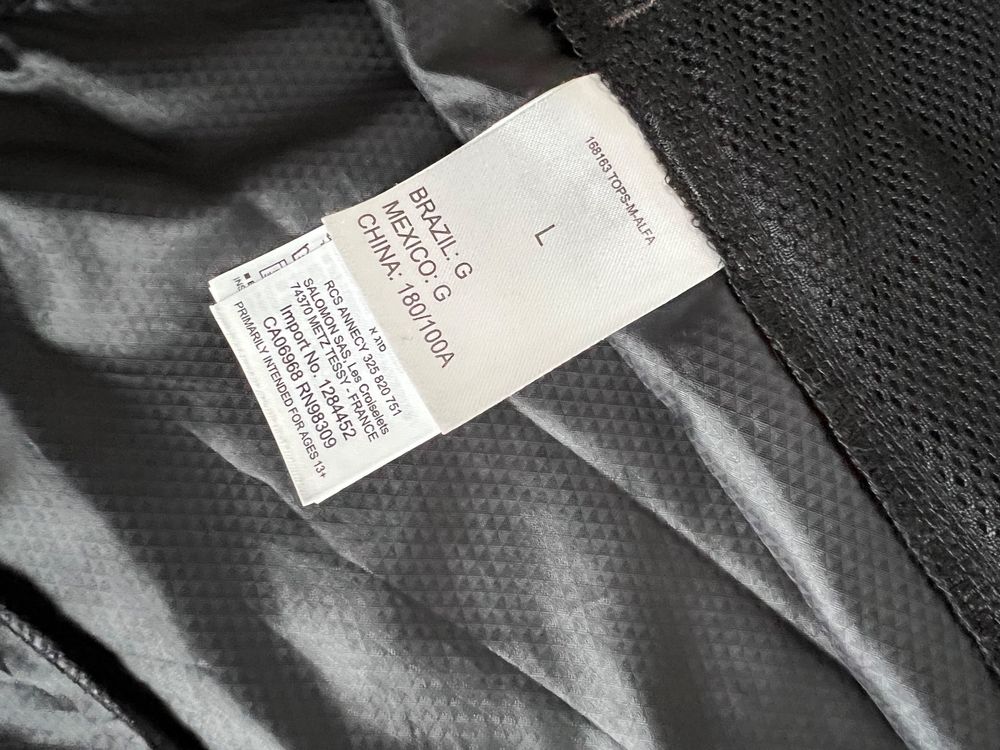 168163 TOPS-M-ALFA
L
BRAZIL: G
MEXICO: G
CHINA: 180/100A
סוג א
RCS ANNECY 325 820 751
SALOMON SAS, Les Croiselets
74370 METZ TESSY - FRANCE
Import No. 1284452
CA06968 RN98309
PRIMARILY INTENDED FOR AGES 13+